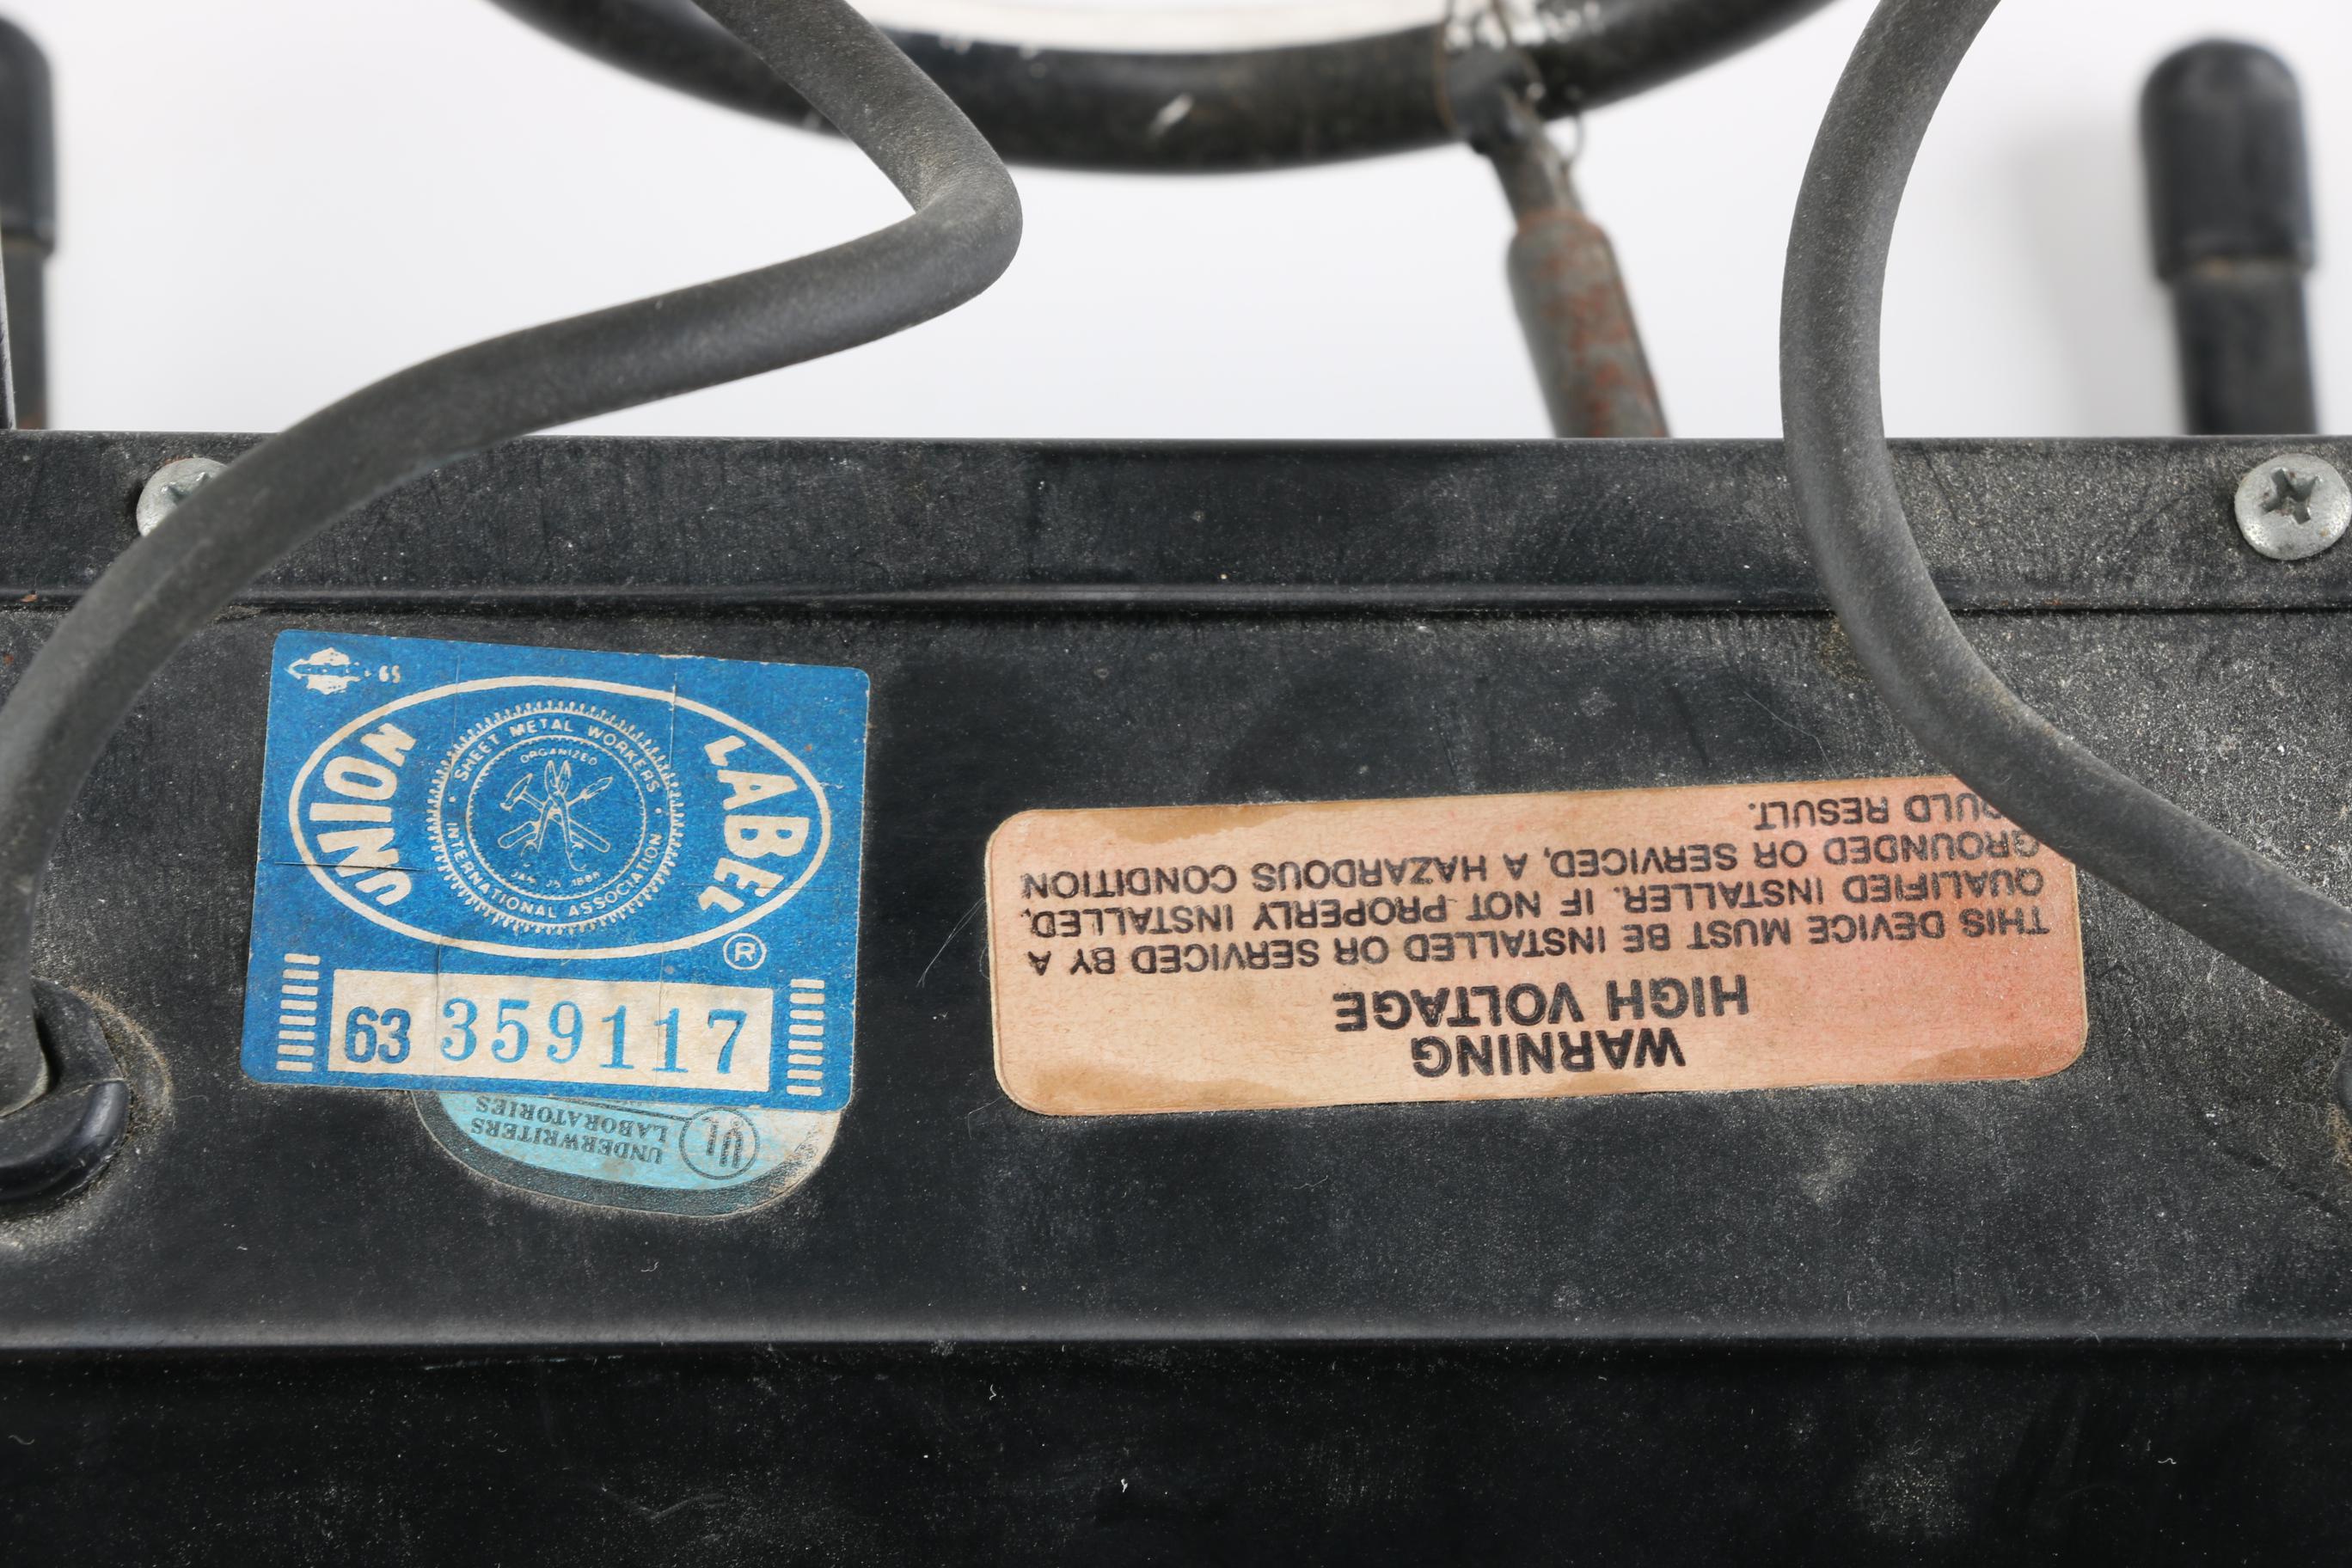 65
UNION LABEL
SHEET METAL WORKERS
INTERNATIONAL ASSOCIATION
ORGANIZED
JAN. 25 1888
®
63 359117
UNDERWRITERS
LABORATORIES
UL
WARNING
HIGH VOLTAGE
THIS DEVICE MUST BE INSTALLED OR SERVICED BY A
QUALIFIED INSTALLER. IF NOT PROPERLY INSTALLED,
GROUNDED OR SERVICED, A HAZARDOUS CONDITION
OULD RESULT.